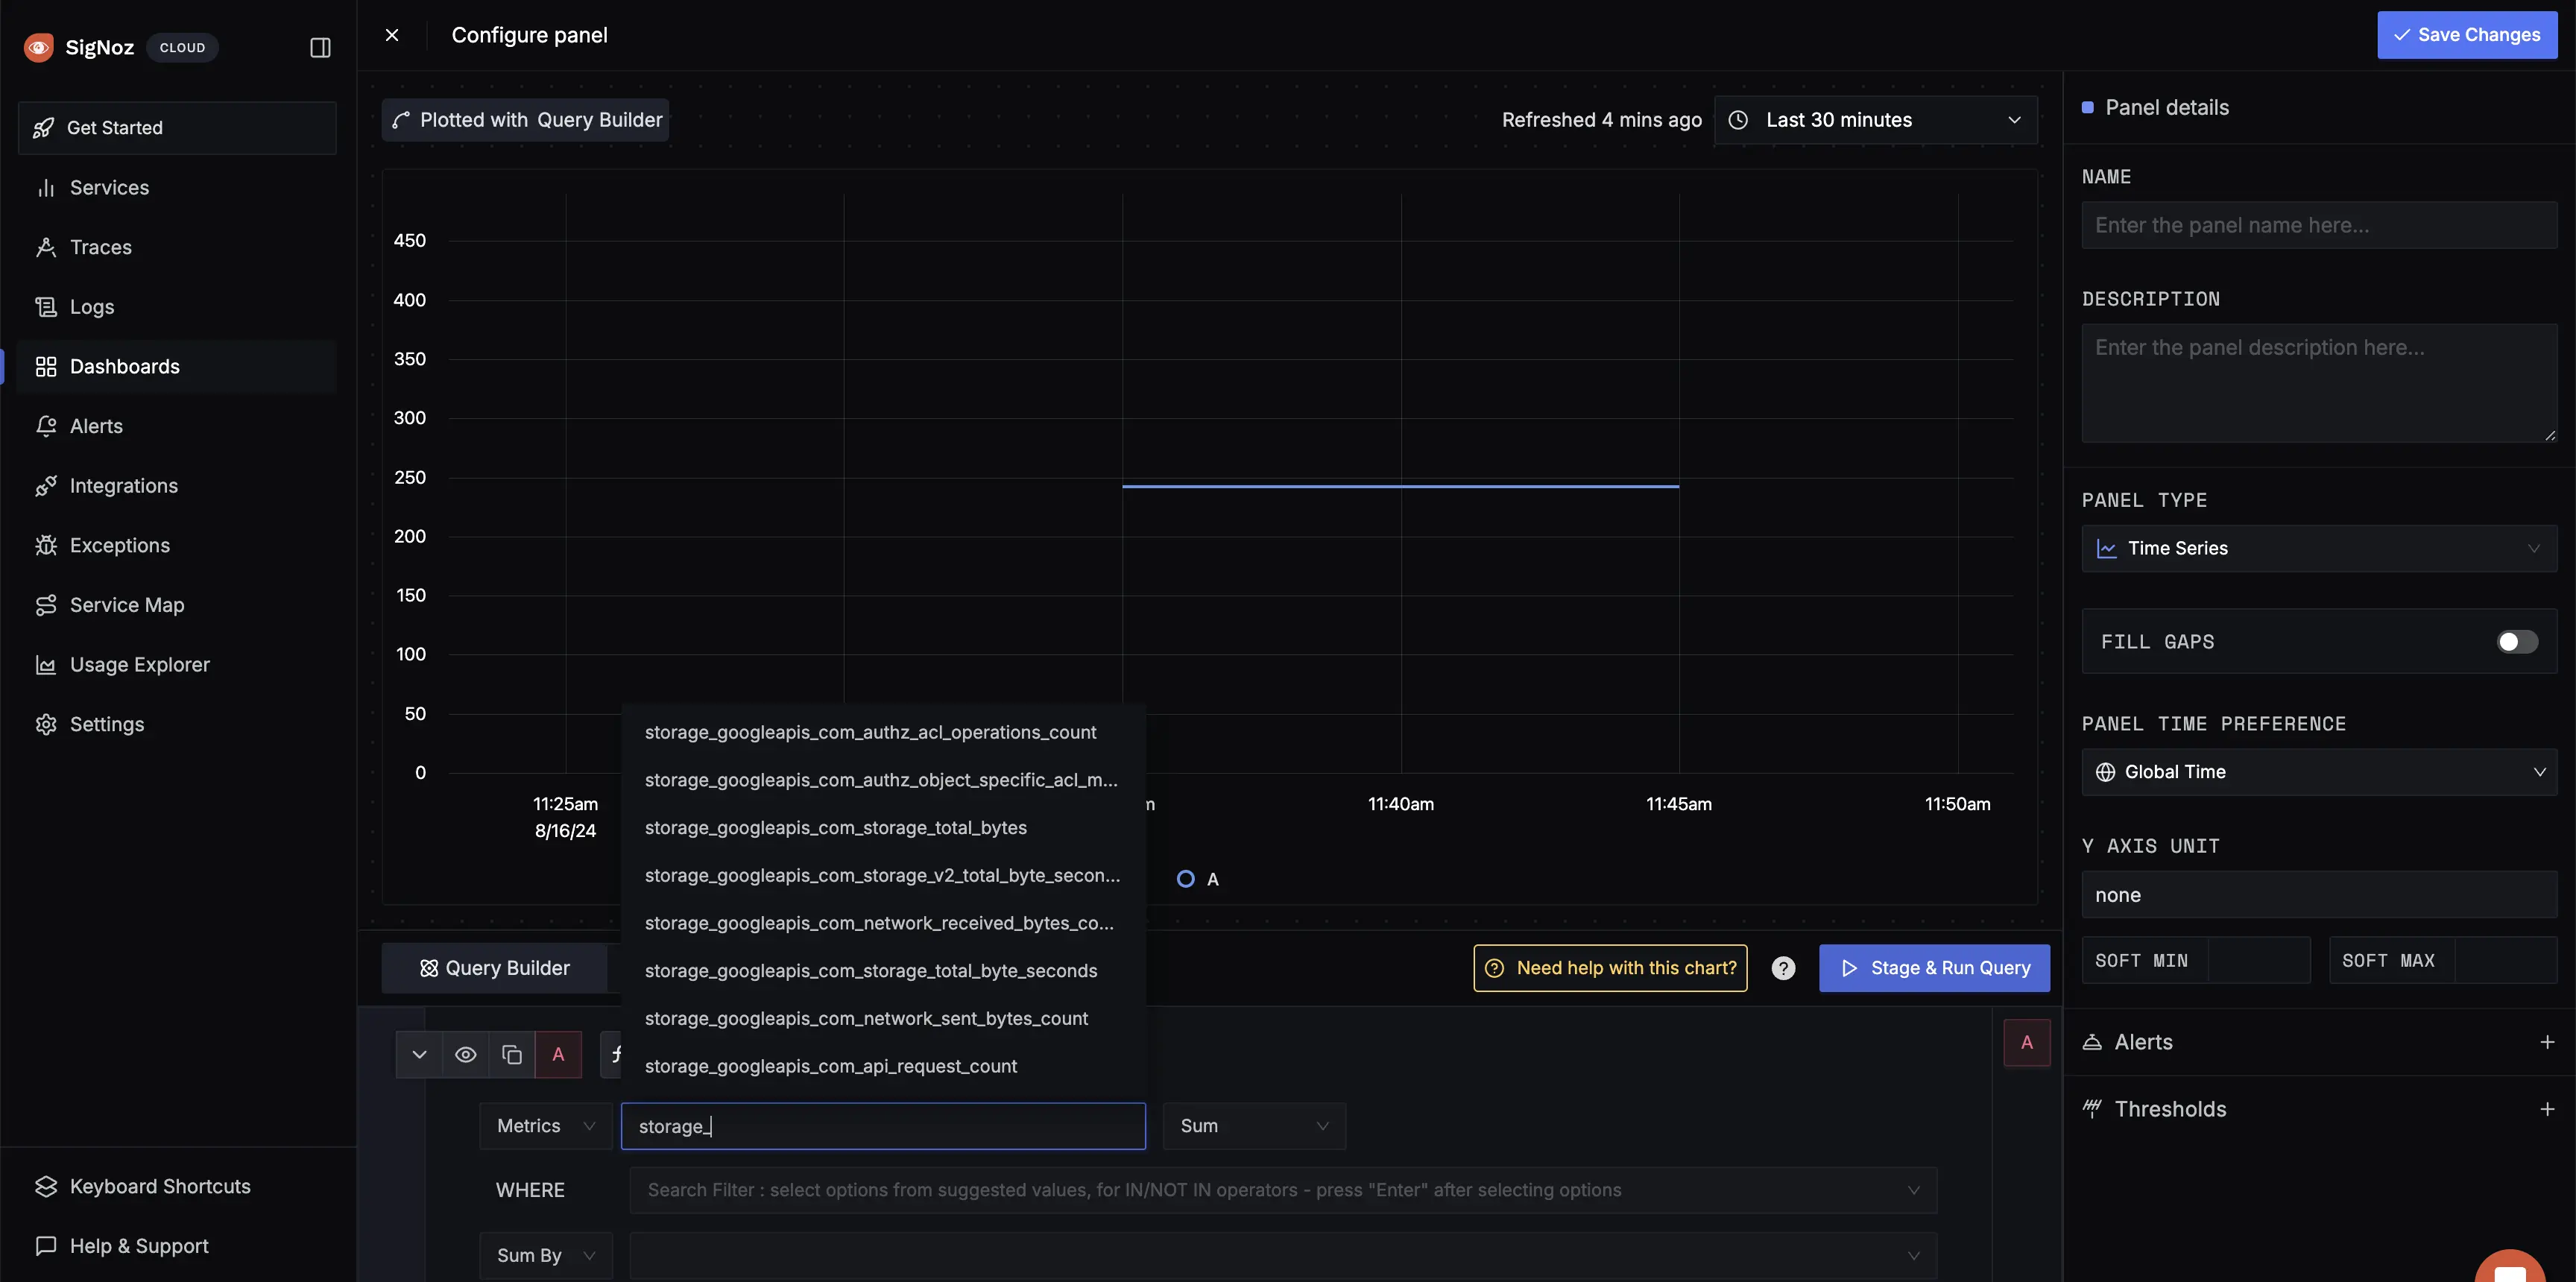 SigNoz CLOUD
Get Started
Services
Traces
Logs
Dashboards
Alerts
Integrations
Exceptions
Service Map
Usage Explorer
Settings
Keyboard Shortcuts
Help & Support
Configure panel
Save Changes
Plotted with Query Builder
Refreshed 4 mins ago
Last 30 minutes
450
400
350
300
250
200
150
100
50
0
11:25am
8/16/24
11:40am
11:45am
11:50am
A
storage_googleapis_com_authz_acl_operations_count
storage_googleapis_com_authz_object_specific_acl_m...
storage_googleapis_com_storage_total_bytes
storage_googleapis_com_storage_v2_total_byte_secon...
storage_googleapis_com_network_received_bytes_co...
storage_googleapis_com_storage_total_byte_seconds
storage_googleapis_com_network_sent_bytes_count
storage_googleapis_com_api_request_count
Query Builder
Need help with this chart?
?
Stage & Run Query
A
A
Metrics
storage_
Sum
WHERE
Search Filter : select options from suggested values, for IN/NOT IN operators - press "Enter" after selecting options
Sum By
Panel details
NAME
Enter the panel name here...
DESCRIPTION
Enter the panel description here...
PANEL TYPE
Time Series
FILL GAPS
PANEL TIME PREFERENCE
Global Time
Y AXIS UNIT
none
SOFT MIN
SOFT MAX
Alerts
Thresholds